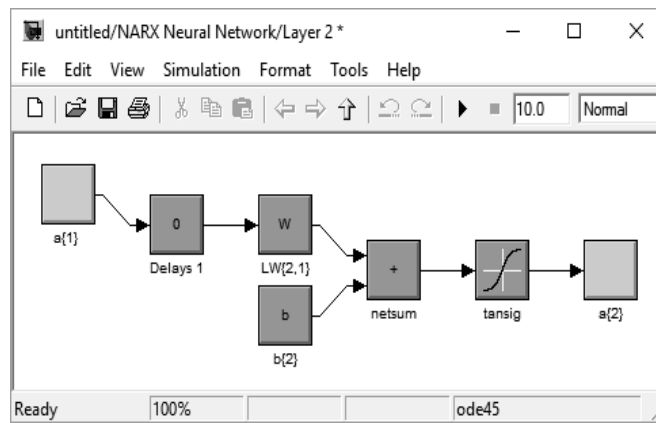 untitled/NARX Neural Network/Layer 2 *
File Edit View Simulation Format Tools Help
10.0 Normal
a{1}
0
Delays 1
W
LW{2,1}
b
b{2}
+
netsum
tansig
a{2}
Ready 100% ode45